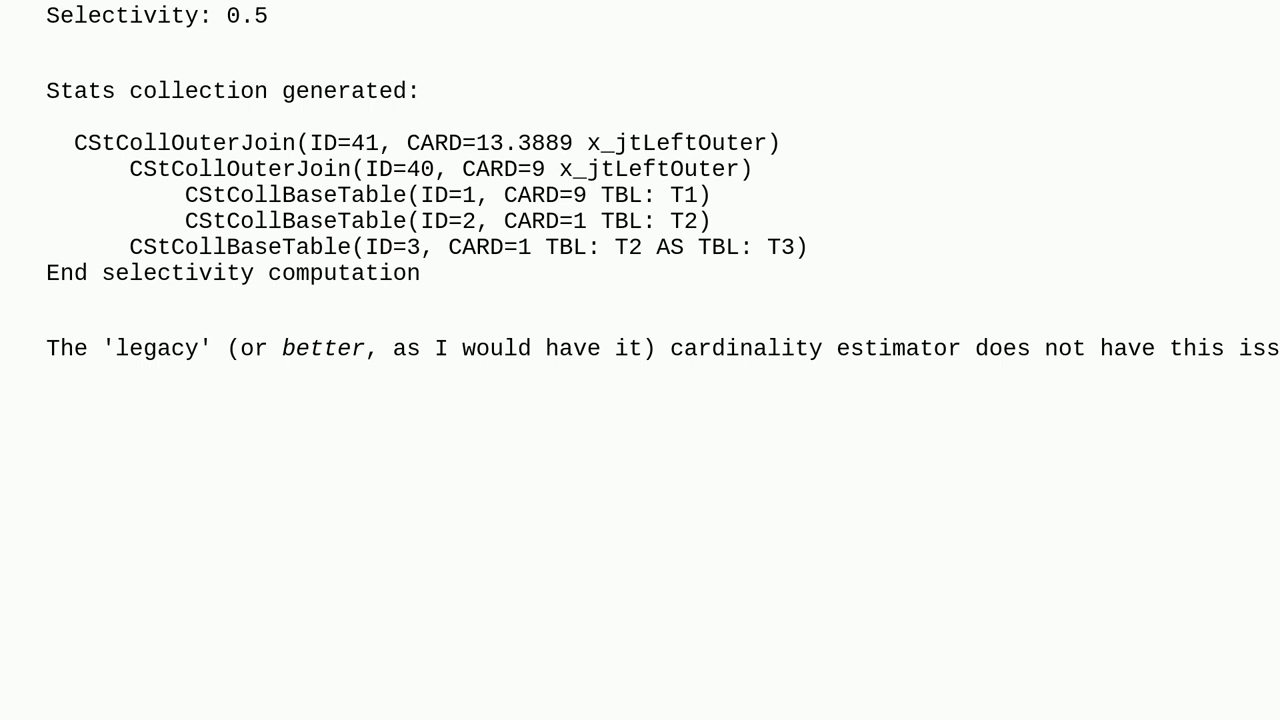 Selectivity: 0.5
Stats collection generated:
CStCollOuterJoin(ID=41, CARD=13.3889 x_jtLeftOuter)
CStCollOuterJoin(ID=40, CARD=9 x_jtLeftOuter)
CStCollBaseTable(ID=1, CARD=9 TBL: T1)
CStCollBaseTable(ID=2, CARD=1 TBL: T2)
CStCollBaseTable(ID=3, CARD=1 TBL: T2 AS TBL: T3)
End selectivity computation
The 'legacy' (or better, as I would have it) cardinality estimator does not have this iss